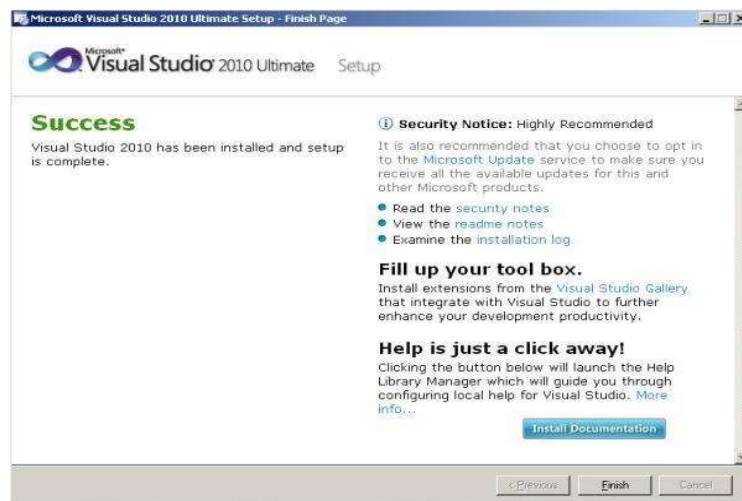 Microsoft Visual Studio 2010 Ultimate Setup - Finish Page
Microsoft®
Visual Studio 2010 Ultimate Setup
Success
Visual Studio 2010 has been installed and setup
is complete.
Security Notice: Highly Recommended
It is also recommended that you choose to opt in
to the Microsoft Update service to make sure you
receive all the available updates for this and
other Microsoft products.
Read the security notes
View the readme notes
Examine the installation log
Fill up your tool box.
Install extensions from the Visual Studio Gallery
that integrate with Visual Studio to further
enhance your development productivity.
Help is just a click away!
Clicking the button below will launch the Help
Library Manager which will guide you through
configuring local help for Visual Studio. More
info...
Install Documentation
< Previous Finish Cancel